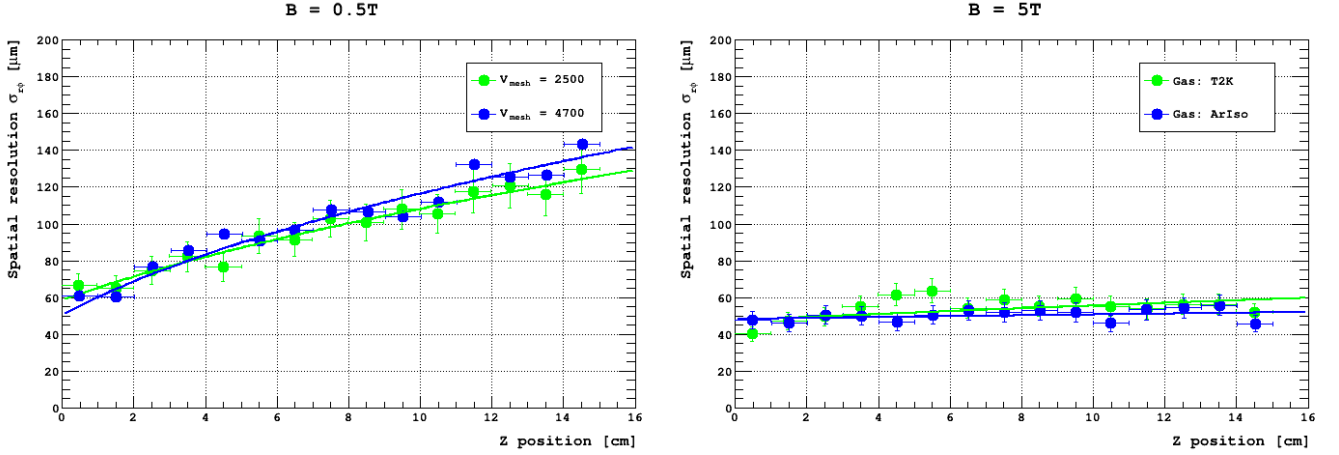 B = 0.5T
Spatial resolution σrφ [μm]
200
180
160
140
120
100
80
60
40
20
0
Vmesh = 2500
Vmesh = 4700
0 2 4 6 8 10 12 14 16
Z position [cm]
B = 5T
Spatial resolution σrφ [μm]
200
180
160
140
120
100
80
60
40
20
0
Gas: T2K
Gas: ArIso
0 2 4 6 8 10 12 14 16
Z position [cm]